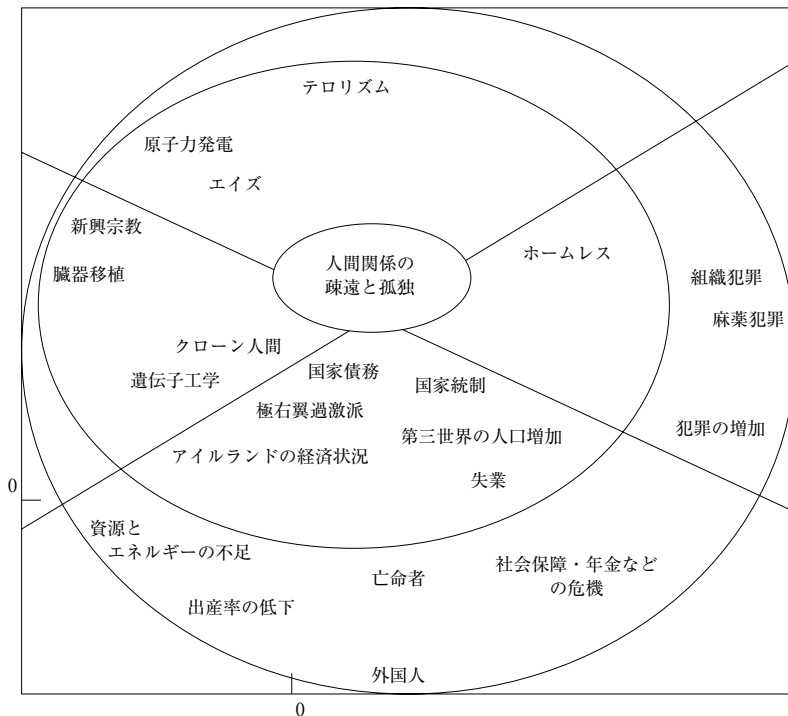 テロリズム
原子力発電
エイズ
新興宗教
臓器移植
人間関係の
疎遠と孤独
ホームレス
組織犯罪
麻薬犯罪
クローン人間
遺伝子工学
国家債務
国家統制
極右翼過激派
第三世界の人口増加
犯罪の増加
アイルランドの経済状況
失業
0
資源と
エネルギーの不足
亡命者
社会保障・年金など
の危機
出産率の低下
外国人
0